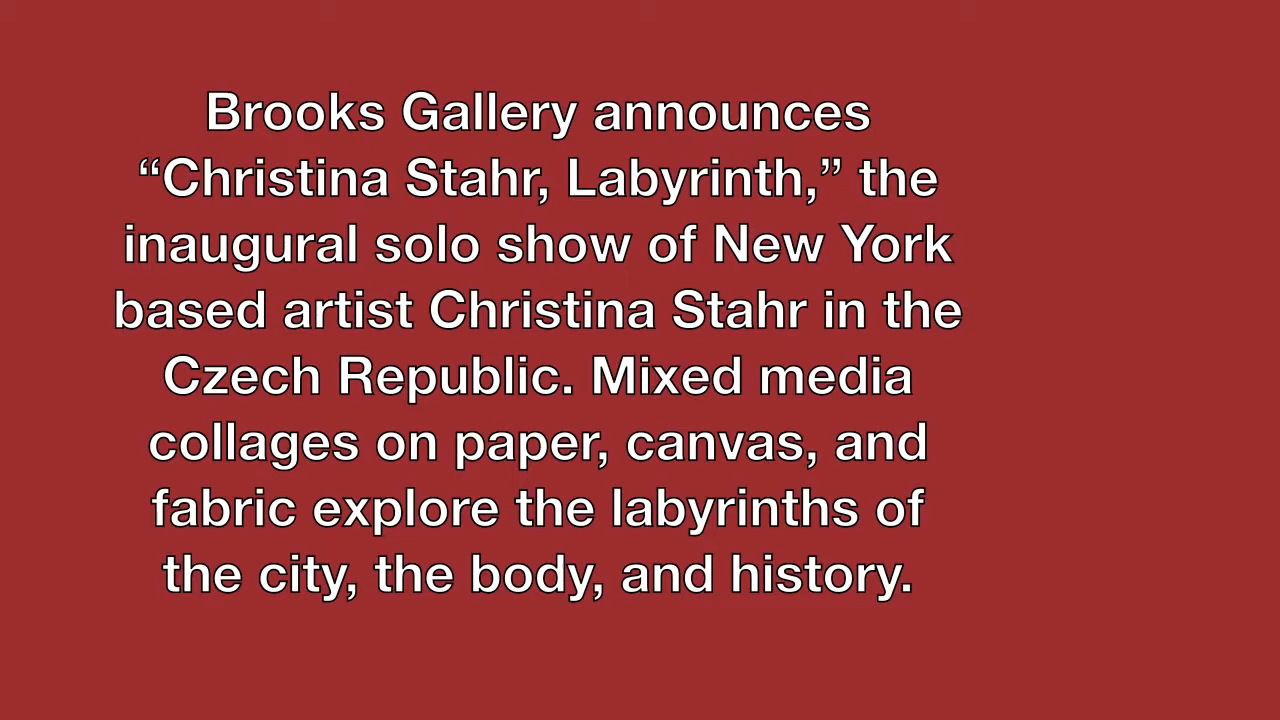 Brooks Gallery announces
“Christina Stahr, Labyrinth,” the
inaugural solo show of New York
based artist Christina Stahr in the
Czech Republic. Mixed media
collages on paper, canvas, and
fabric explore the labyrinths of
the city, the body, and history.